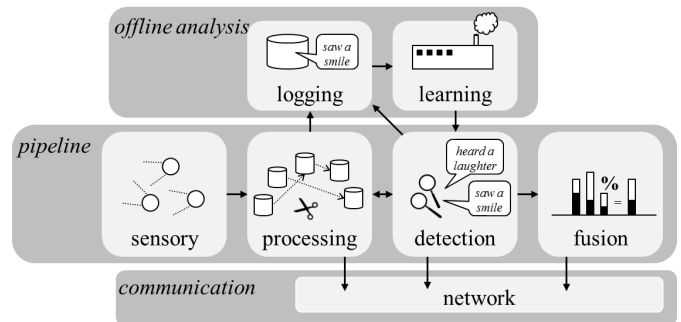 offline analysis
saw a
smile
logging
learning
pipeline
heard a
laughter
saw a
smile
%
=
sensory
processing
detection
fusion
communication
network